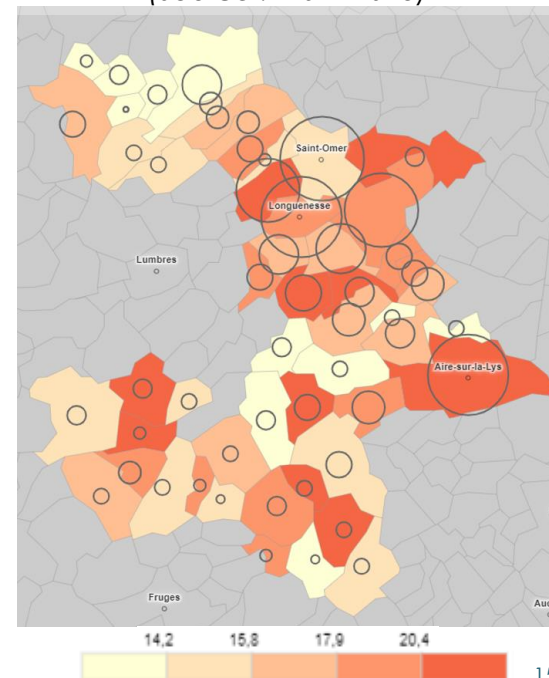 Saint-Omer
Longuenesse
Lumbres
Aire-sur-la-Lys
Fruges
14,2 15,8 17,9 20,4